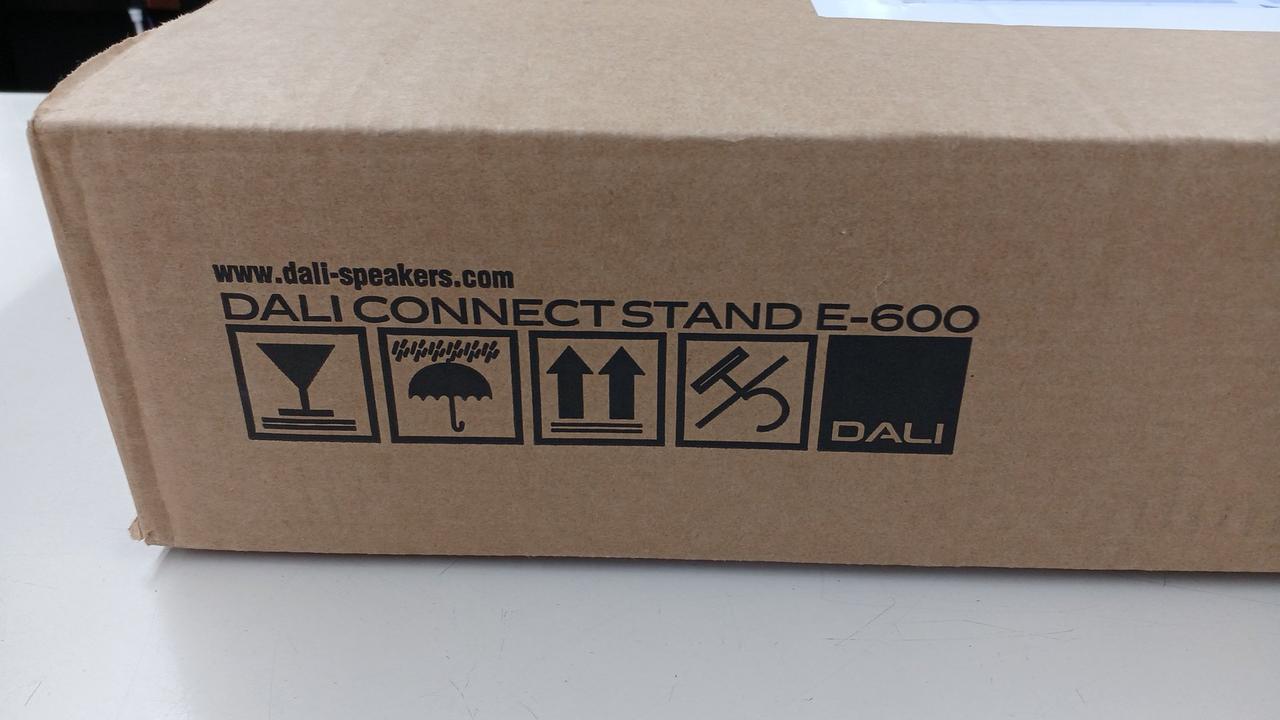 www.dali-speakers.com
DALI CONNECT STAND E-600
DALI